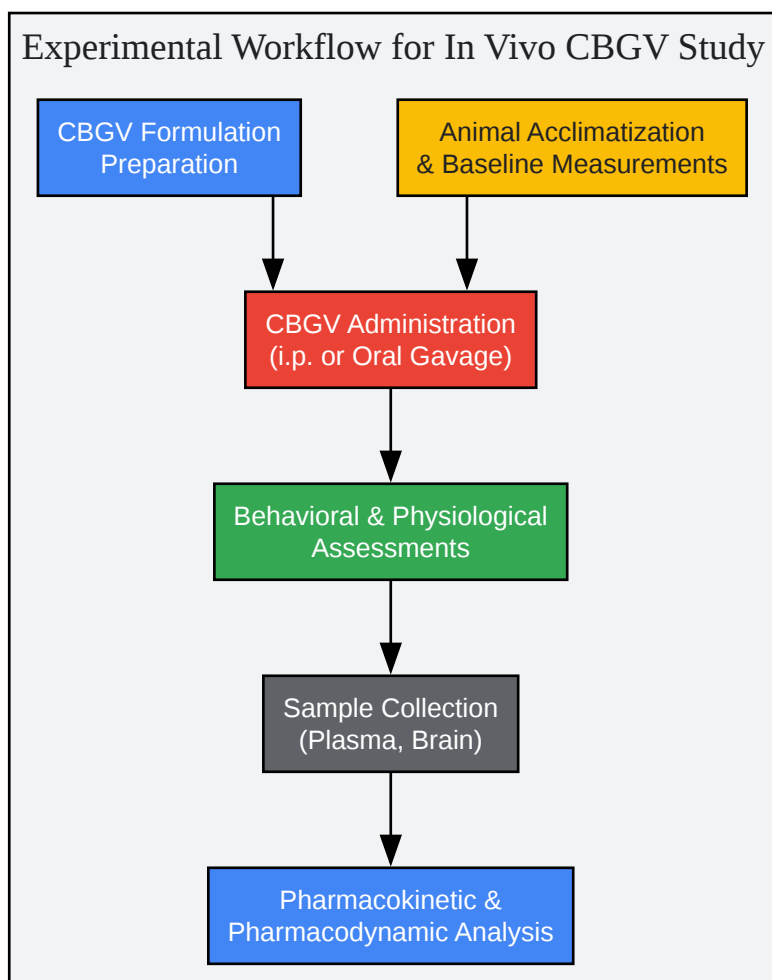 Experimental Workflow for In Vivo CBGV Study
CBGV Formulation
Preparation
Animal Acclimatization
& Baseline Measurements
CBGV Administration
(i.p. or Oral Gavage)
Behavioral & Physiological
Assessments
Sample Collection
(Plasma, Brain)
Pharmacokinetic &
Pharmacodynamic Analysis